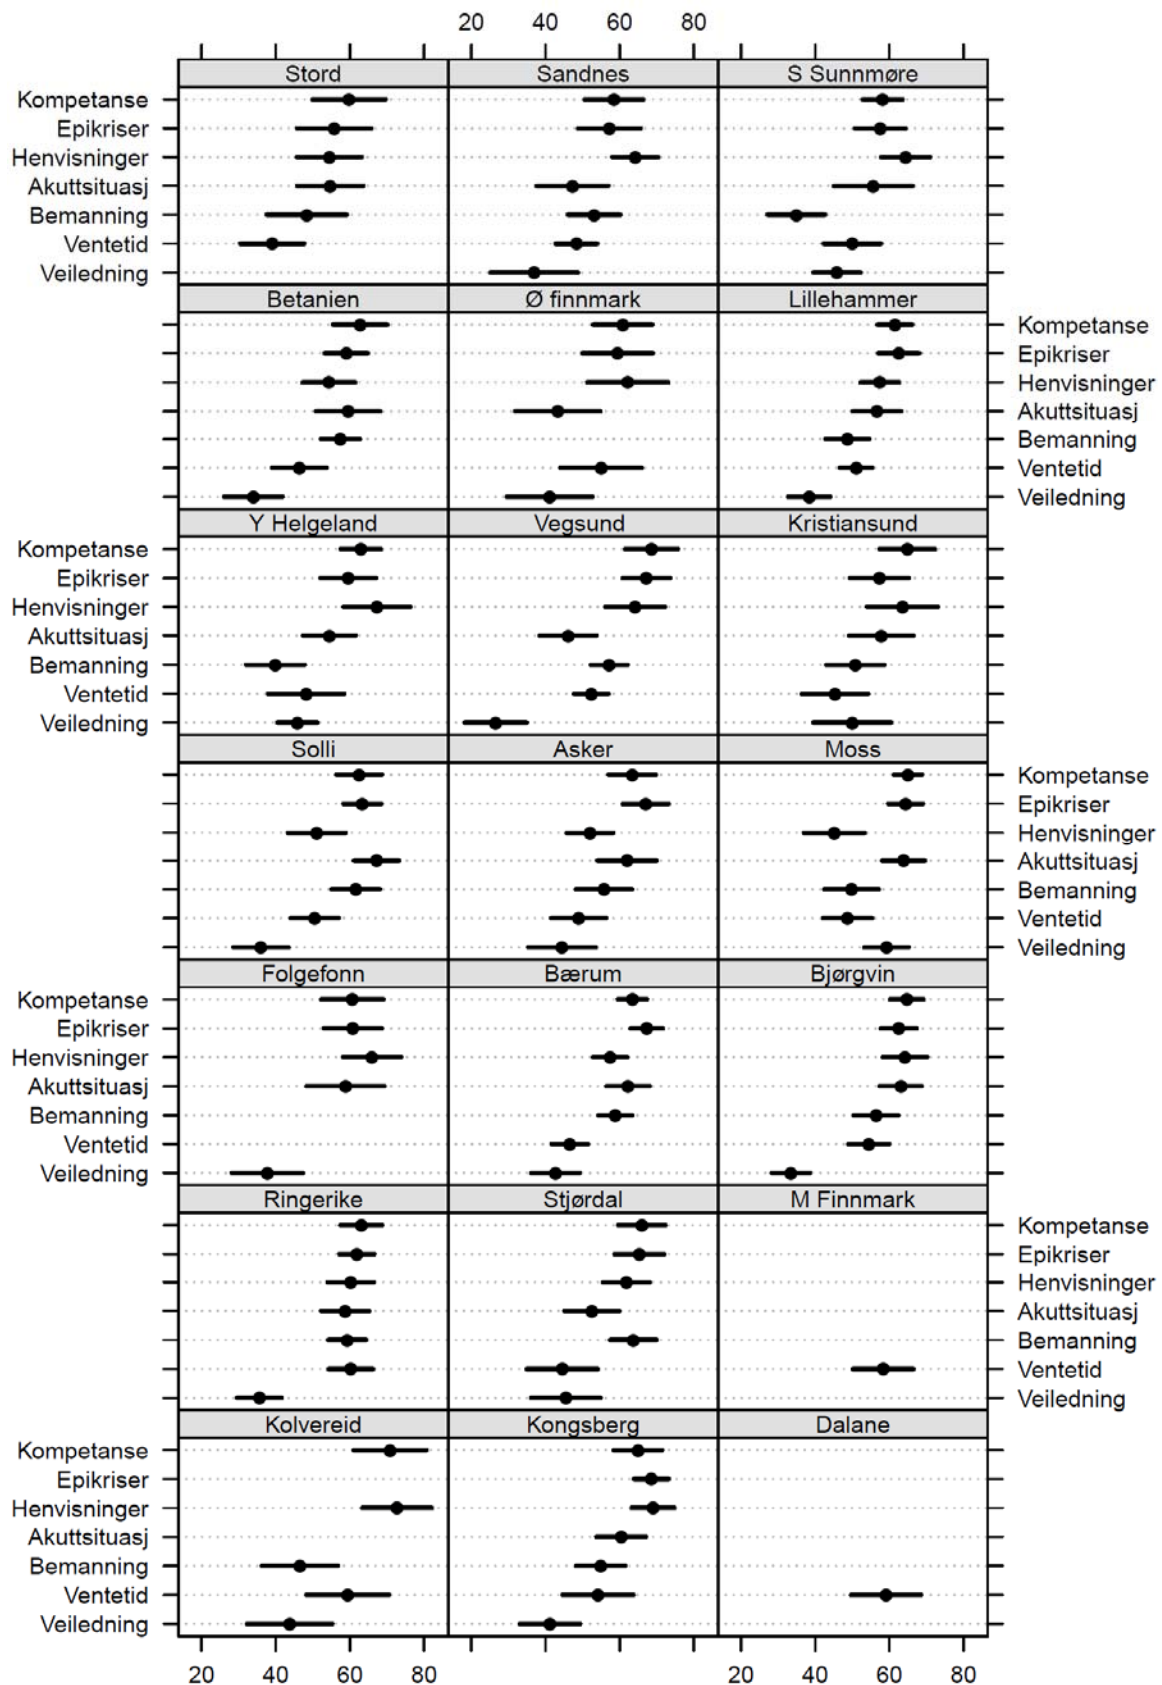 20 40 60 80
Stord Sandnes S Sunnmøre
Kompetanse
Epikriser
Henvisninger
Akuttsituasj
Bemanning
Ventetid
Veiledning
Betanien Ø finnmark Lillehammer
Kompetanse
Epikriser
Henvisninger
Akuttsituasj
Bemanning
Ventetid
Veiledning
Y Helgeland Vegsund Kristiansund
Kompetanse
Epikriser
Henvisninger
Akuttsituasj
Bemanning
Ventetid
Veiledning
Solli Asker Moss
Kompetanse
Epikriser
Henvisninger
Akuttsituasj
Bemanning
Ventetid
Veiledning
Folgefonn Bærum Bjørgvin
Kompetanse
Epikriser
Henvisninger
Akuttsituasj
Bemanning
Ventetid
Veiledning
Ringerike Stjørdal M Finnmark
Kompetanse
Epikriser
Henvisninger
Akuttsituasj
Bemanning
Ventetid
Veiledning
Kolvereid Kongsberg Dalane
Kompetanse
Epikriser
Henvisninger
Akuttsituasj
Bemanning
Ventetid
Veiledning
20 40 60 80 20 40 60 80